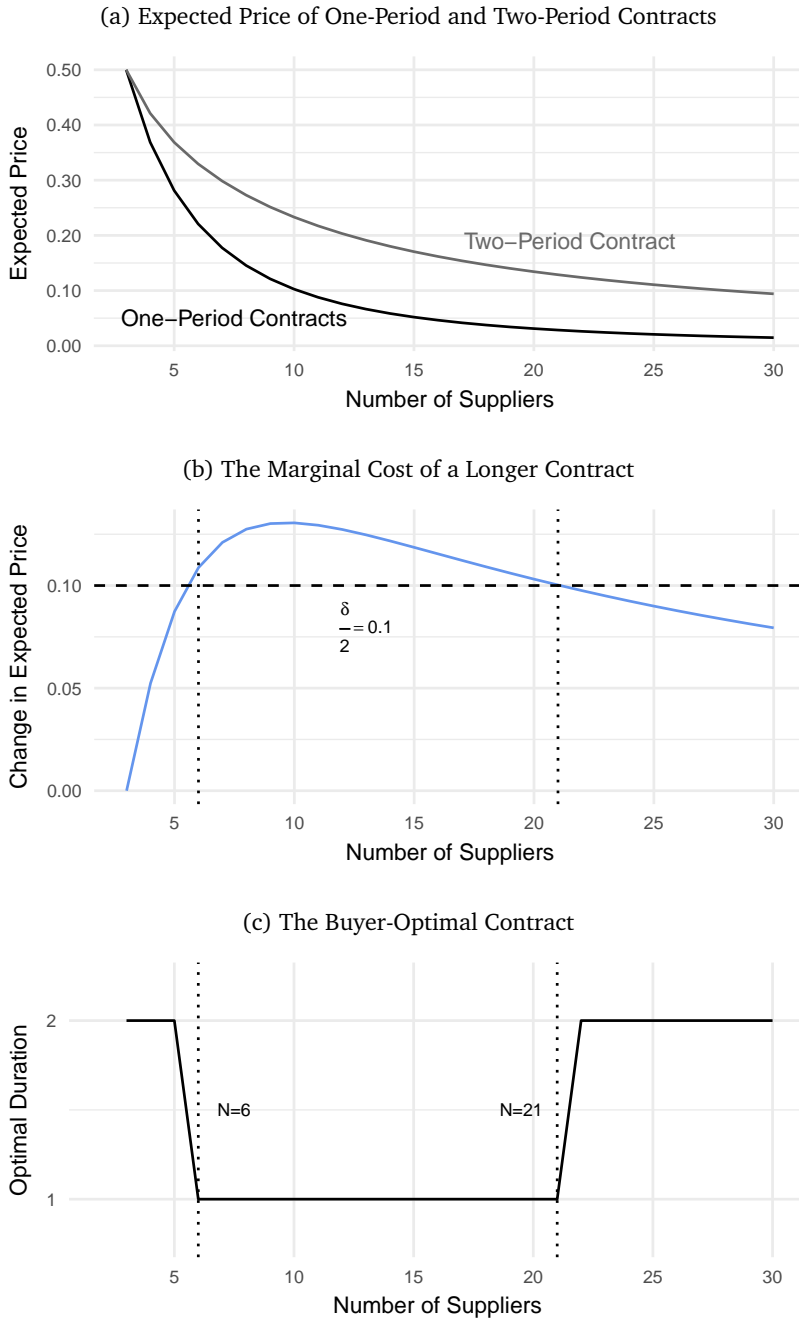 (a) Expected Price of One-Period and Two-Period Contracts
0.50
0.40
0.30
0.20
0.10
0.00
Expected Price
Two−Period Contract
One−Period Contracts
5 10 15 20 25 30
Number of Suppliers
(b) The Marginal Cost of a Longer Contract
0.10
0.05
0.00
Change in Expected Price
δ
2
= 0.1
5 10 15 20 25 30
Number of Suppliers
(c) The Buyer-Optimal Contract
2
1
Optimal Duration
N=6 N=21
5 10 15 20 25 30
Number of Suppliers